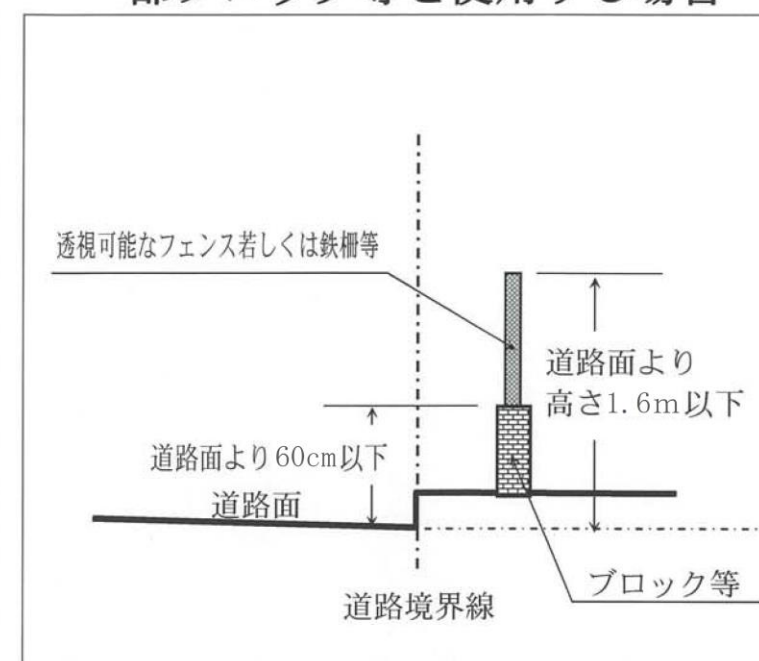 透視可能なフェンス若しくは鉄柵等
道路面より
高さ1.6m以下
道路面より60cm以下
道路面
ブロック等
道路境界線